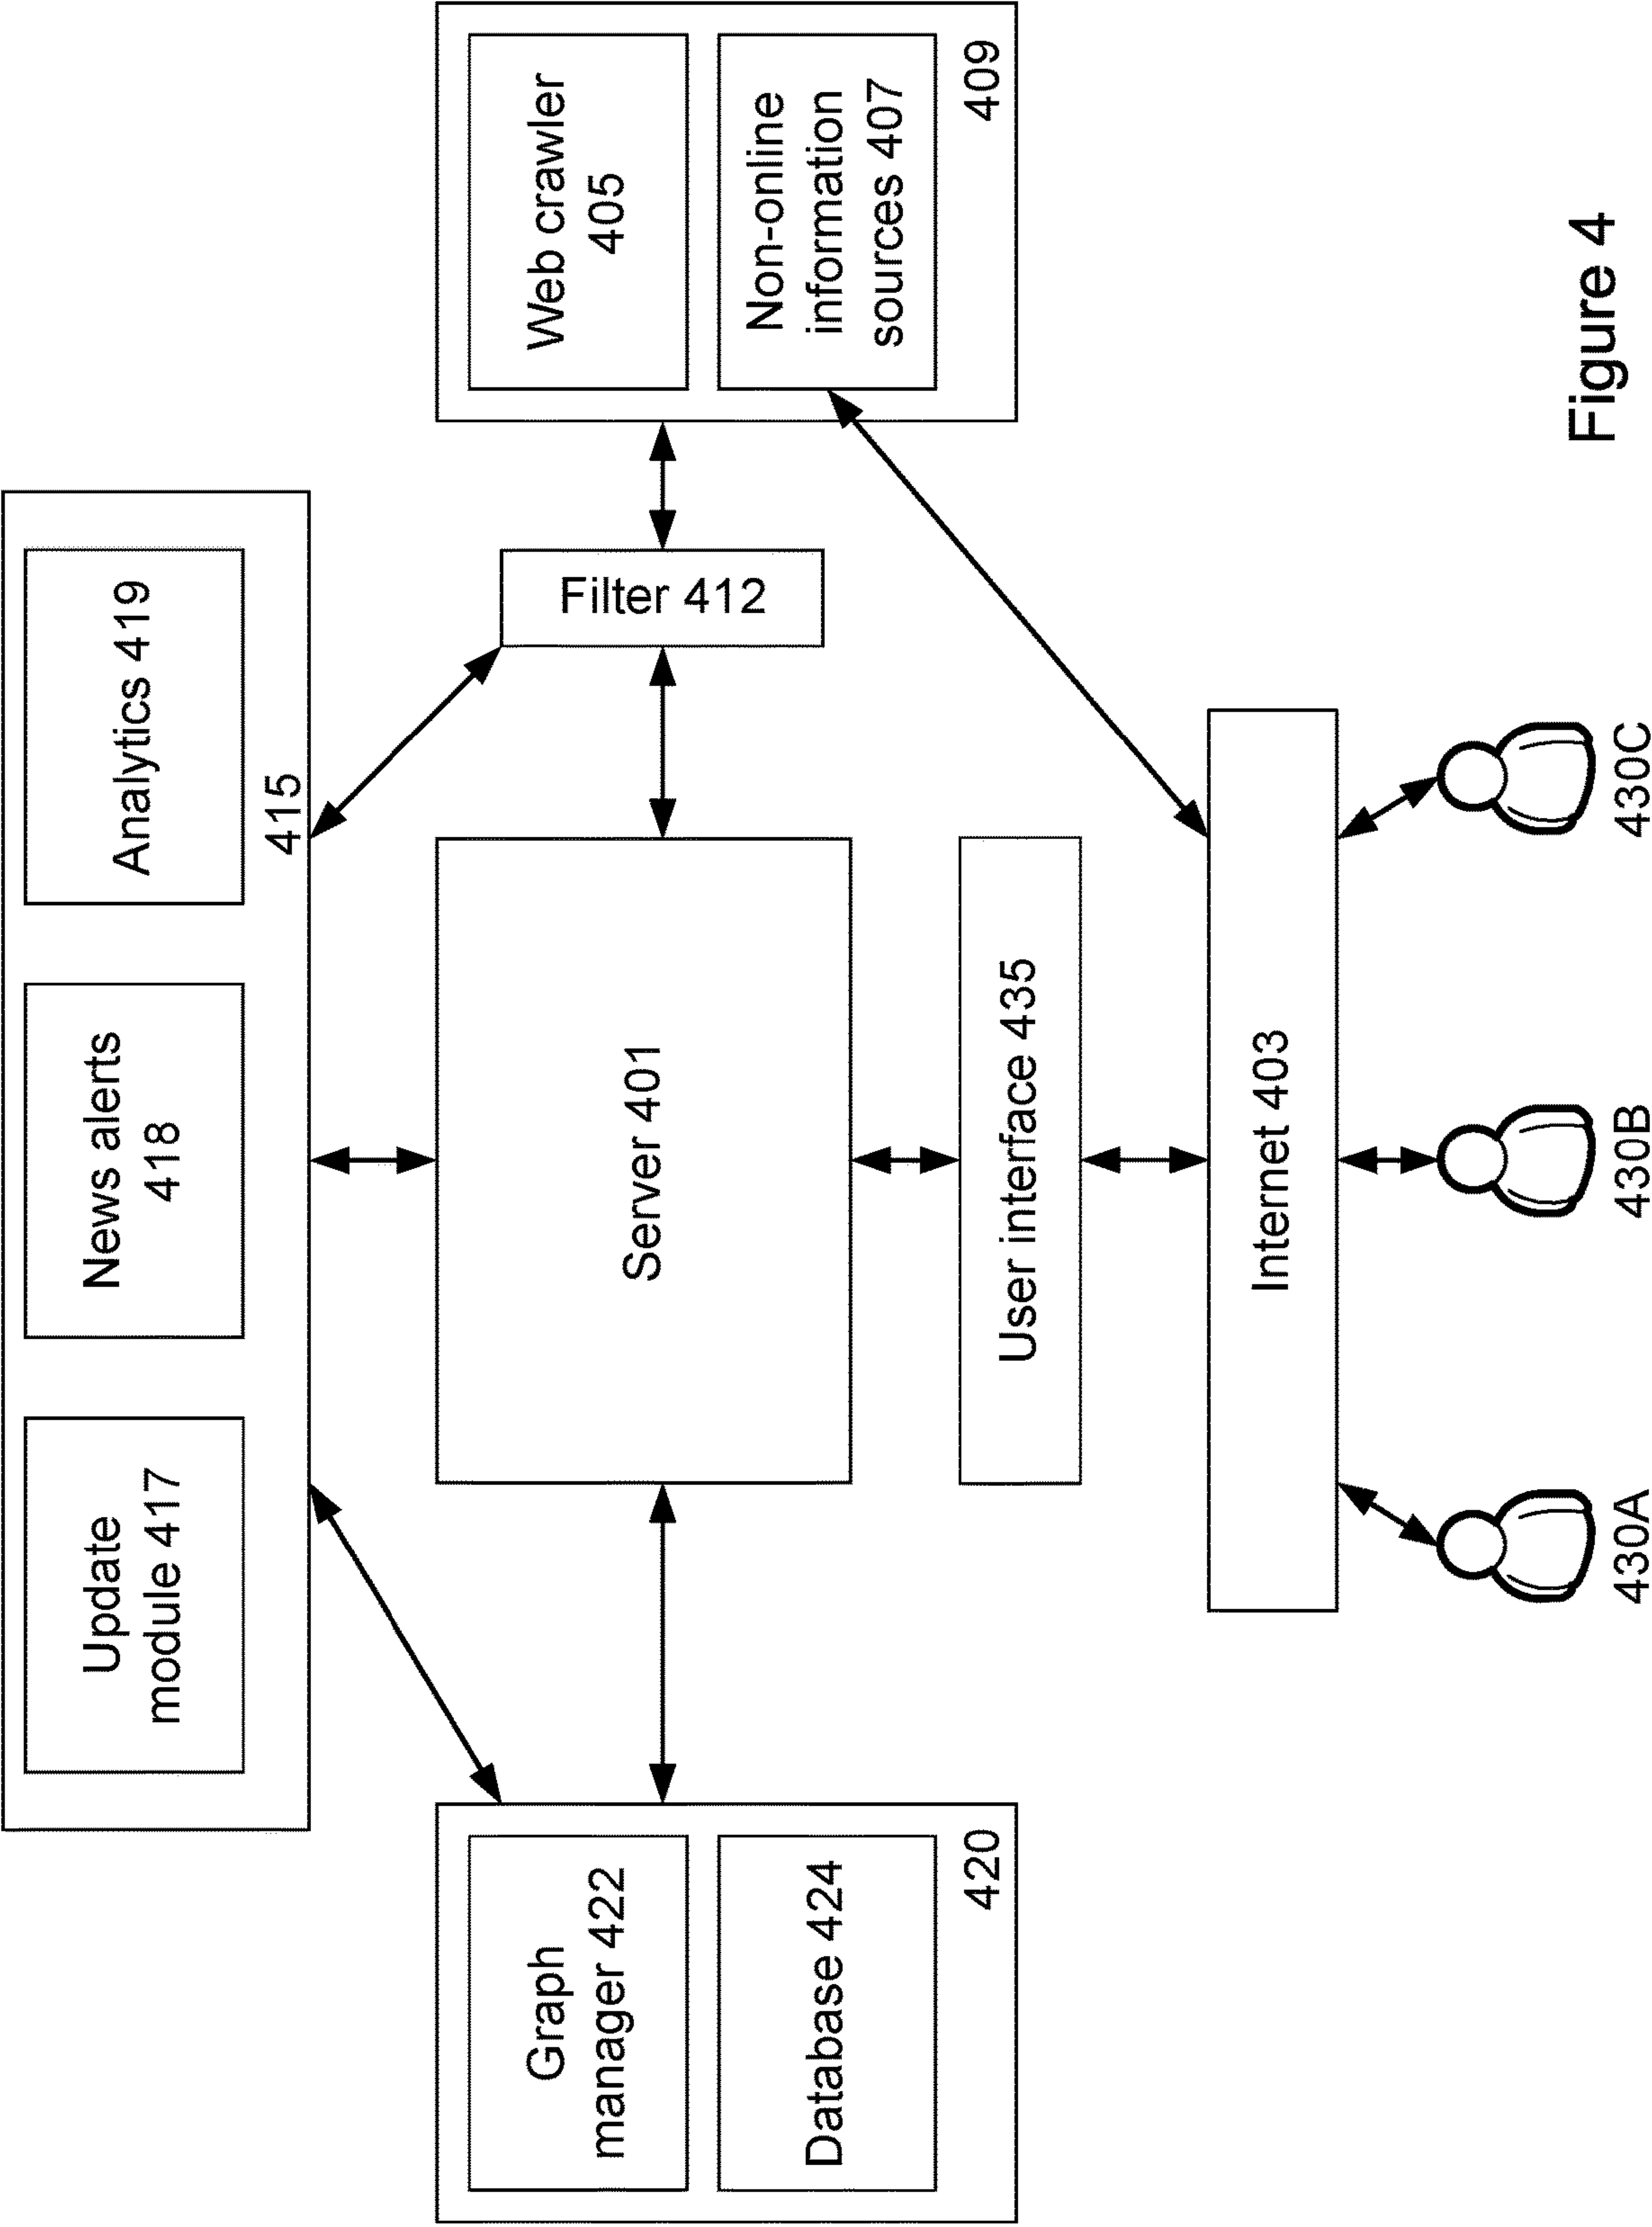 Update
module 417
News alerts
418
Analytics 419
415
Graph
manager 422
Database 424
420
Server 401
Filter 412
Web crawler
405
Non-online
information
sources 407
409
User interface 435
Internet 403
430A
430B
430C
Figure 4